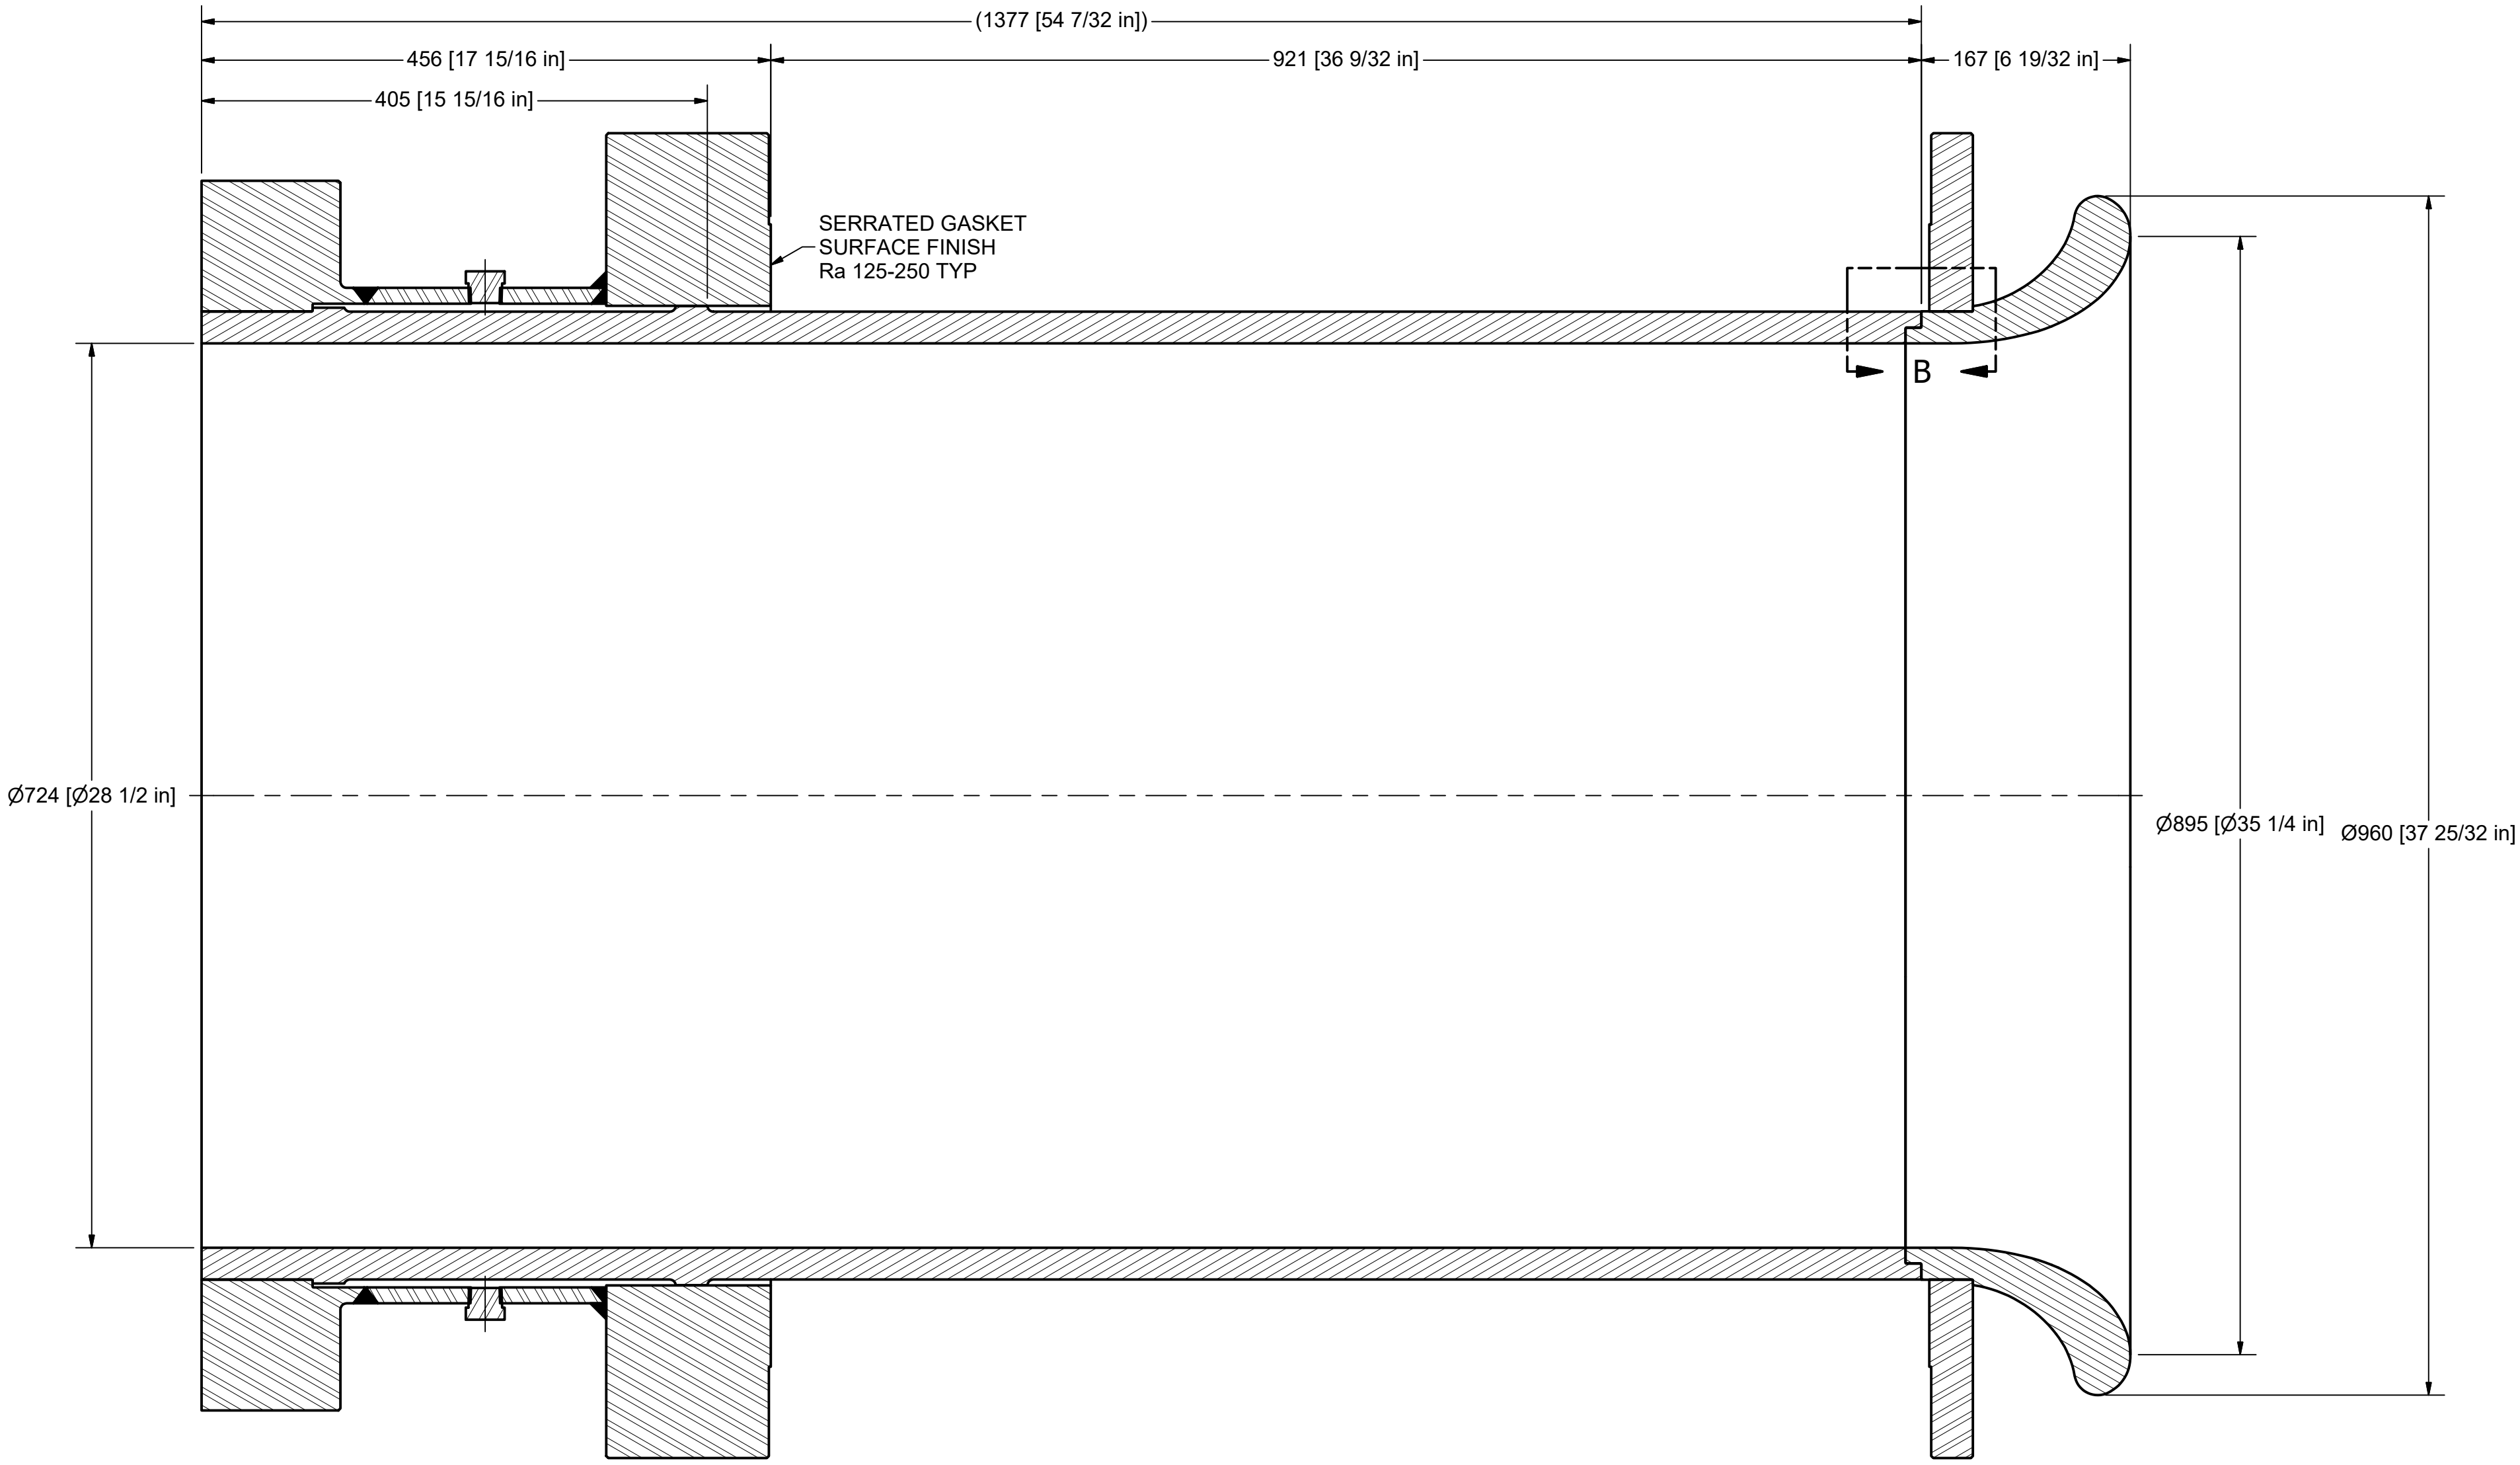 (1377 [54 7/32 in])
456 [17 15/16 in]
921 [36 9/32 in]
167 [6 19/32 in]
405 [15 15/16 in]
SERRATED GASKET
SURFACE FINISH
Ra 125-250 TYP
B
Ø724 [Ø28 1/2 in]
Ø895 [Ø35 1/4 in]
Ø960 [37 25/32 in]